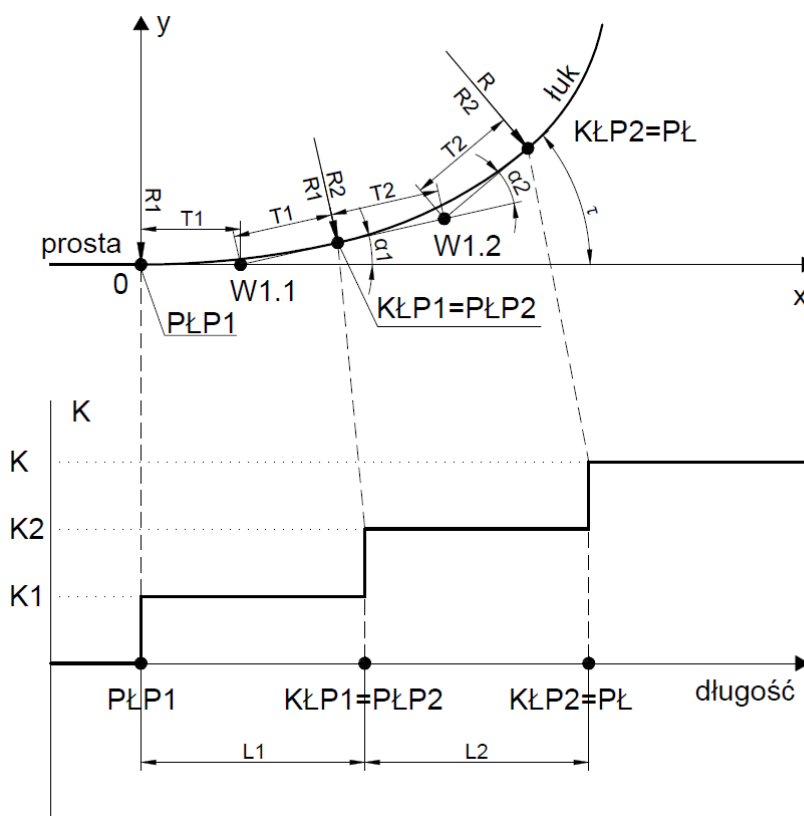 y
R
R2
łuk
KŁP2=PŁ
T2
R2
R1
T2
α2
R1
T1
T1
α1
τ
prosta
W1.2
0
W1.1
x
KŁP1=PŁP2
PŁP1
K
K
K2
K1
PŁP1
KŁP1=PŁP2
KŁP2=PŁ
długość
L1
L2